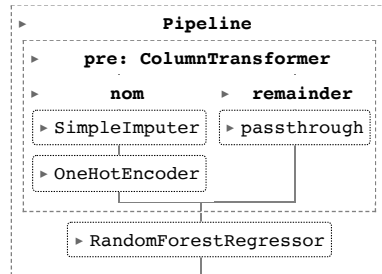 Pipeline
pre: ColumnTransformer
nom remainder
SimpleImputer passthrough
OneHotEncoder
RandomForestRegressor